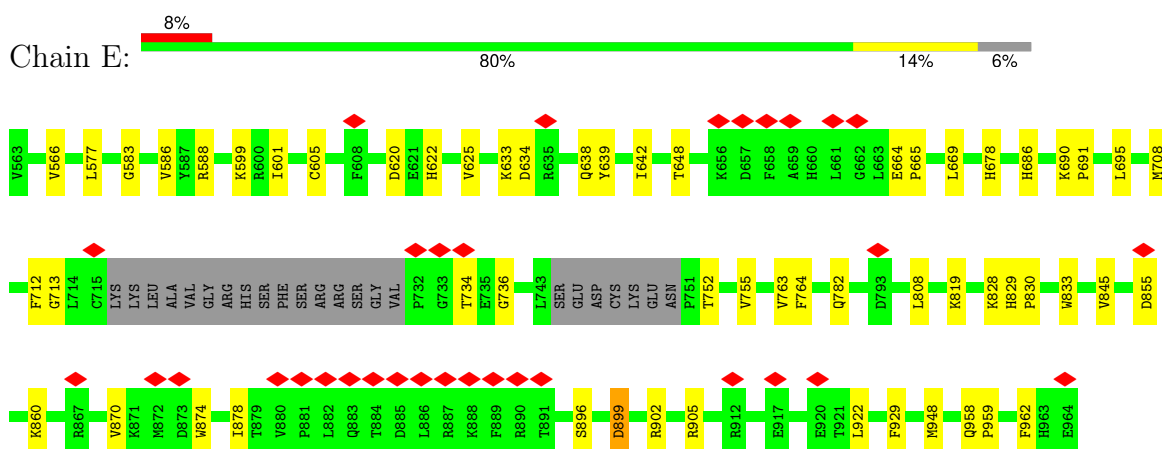 8%
Chain E:
80% 14% 6%
V563 V566 L577 G583 V586 Y587 R588 K599 R600 I601 C605 F608 D620 E621 H622 V625 K633 D634 R635 Q638 Y639 I642 T648 K656 D657 F658 A659 H660 L661 G662 L663 E664 P665 L669 H678 H686 K690 P691 L695 M708
F712 G713 L714 C715 LYS LYS LEU ALA VAL GLY ARG HIS SER PHE SER ARG ARG SER GLY VAL P732 G733 T734 E735 G736 L743 SER GLU ASP CYS LYS GLU ASN P751 T752 V755 V763 F764 Q782 D793 L808 K819 K828 H829 P830 W833 V845 D855
K860 R867 V870 K871 M872 D873 W874 I878 T879 V880 P881 L882 Q883 T884 D885 L886 R887 K888 F889 R890 T891 S896 D899 R902 R905 R912 E917 E920 T921 L922 F929 M948 Q958 P959 F962 H963 E964